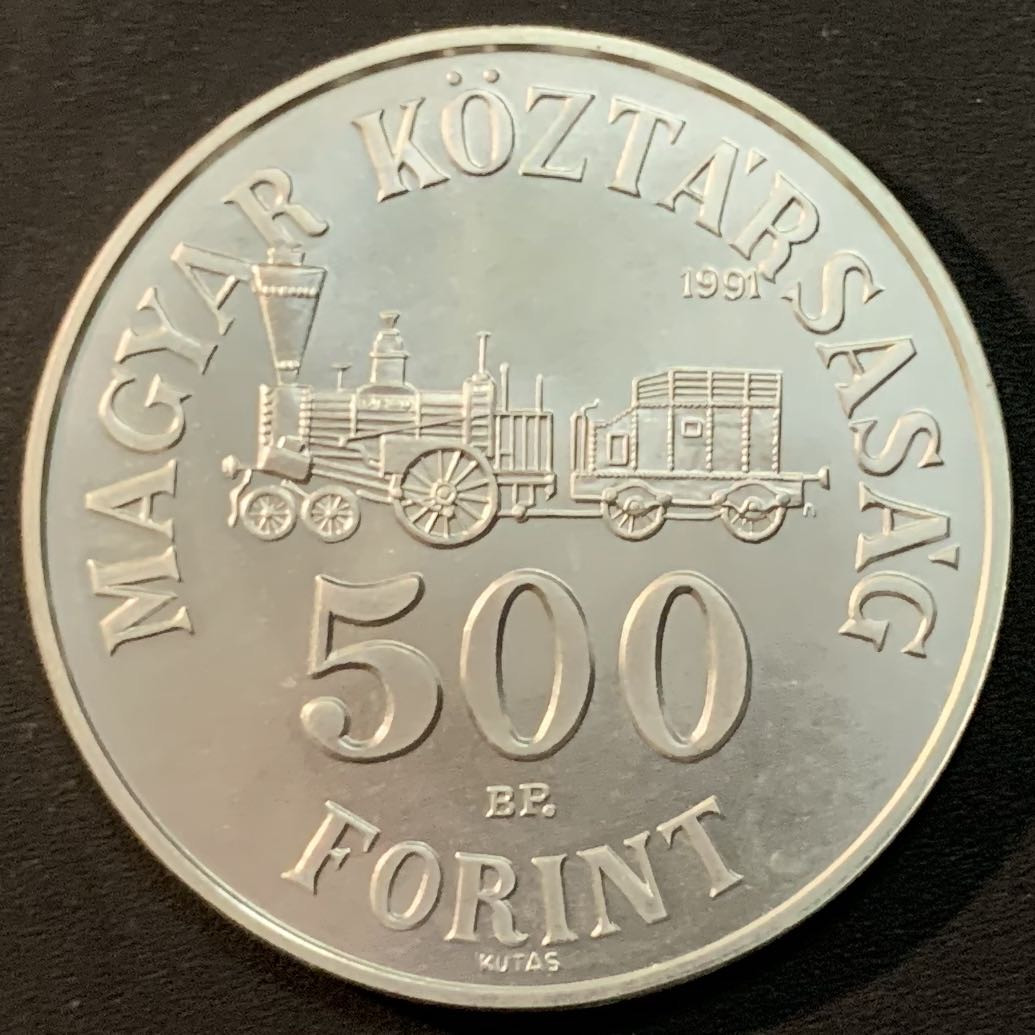 MAGYAR KÖZTÁRSASÁG
1991
500
BP.
FORINT
KUTAS